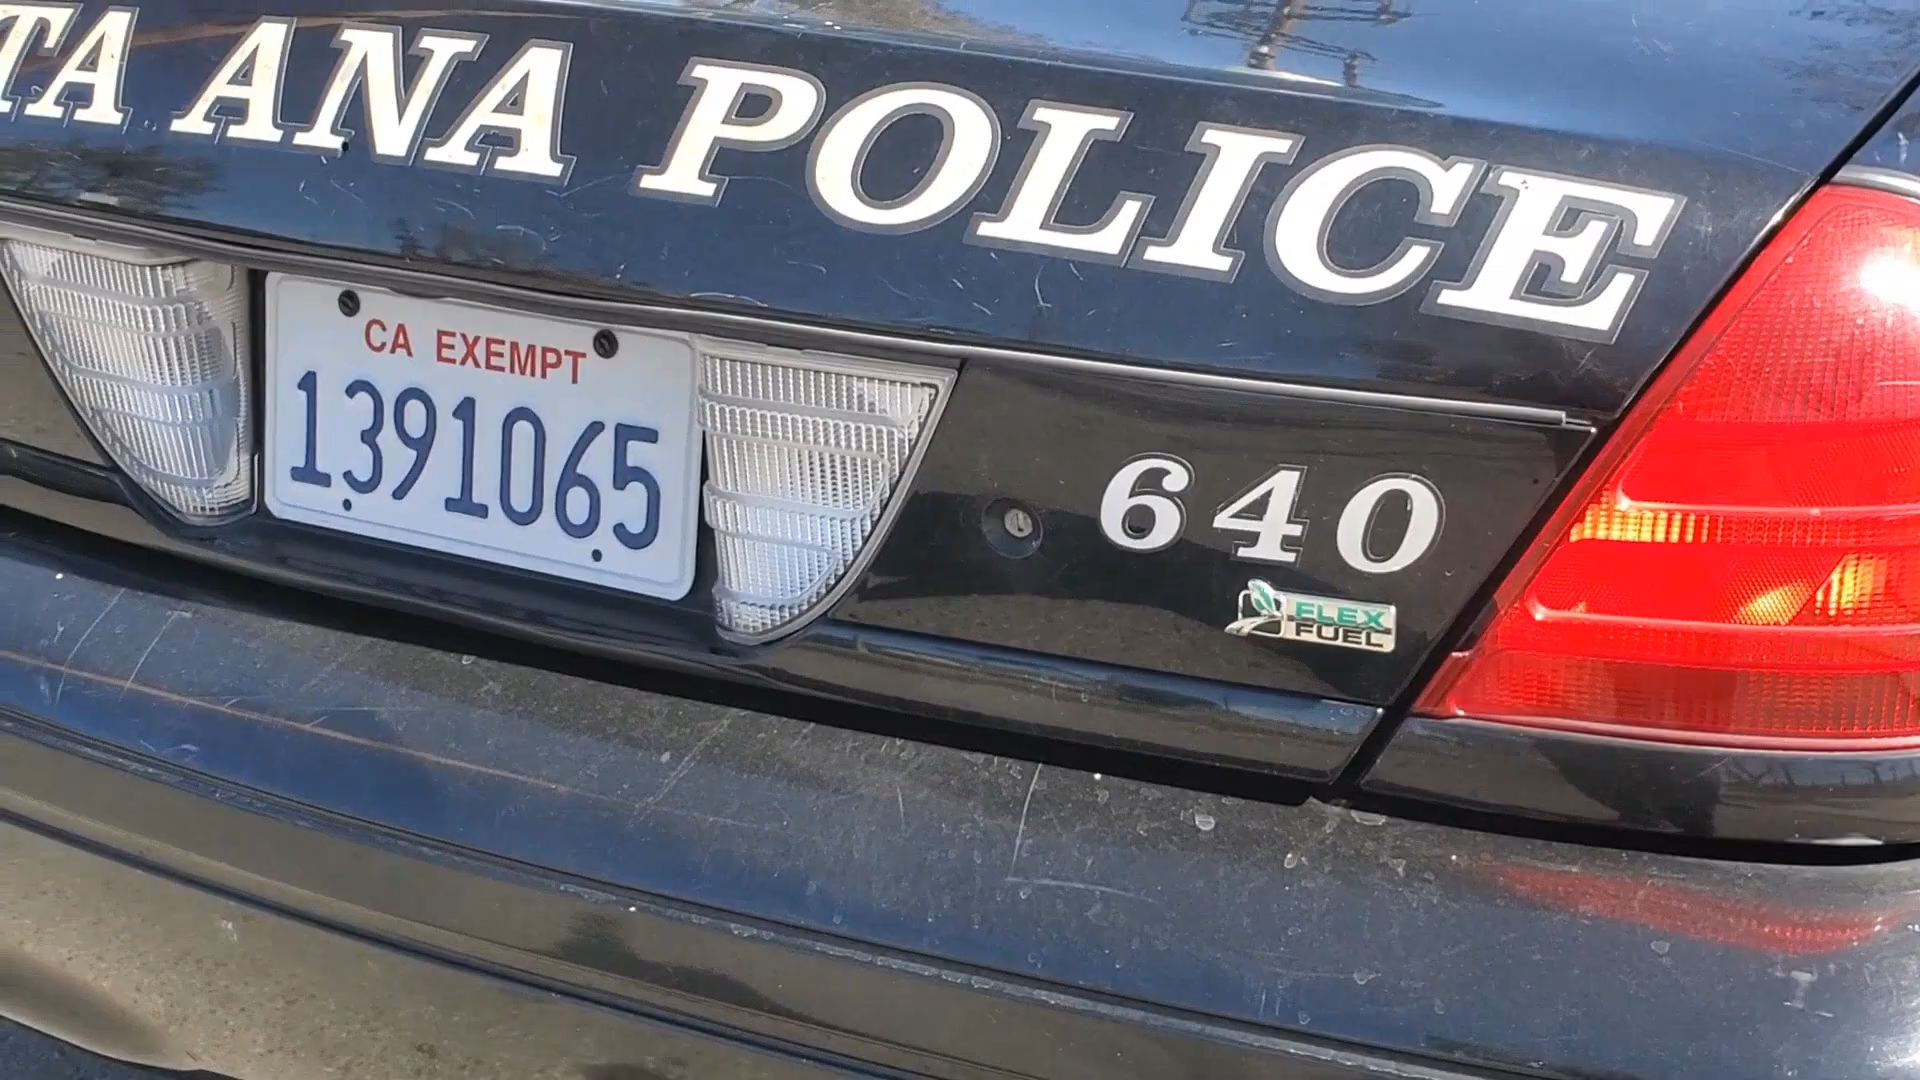 TA ANA POLICE
CA EXEMPT
1391065
640
FLEX
FUEL